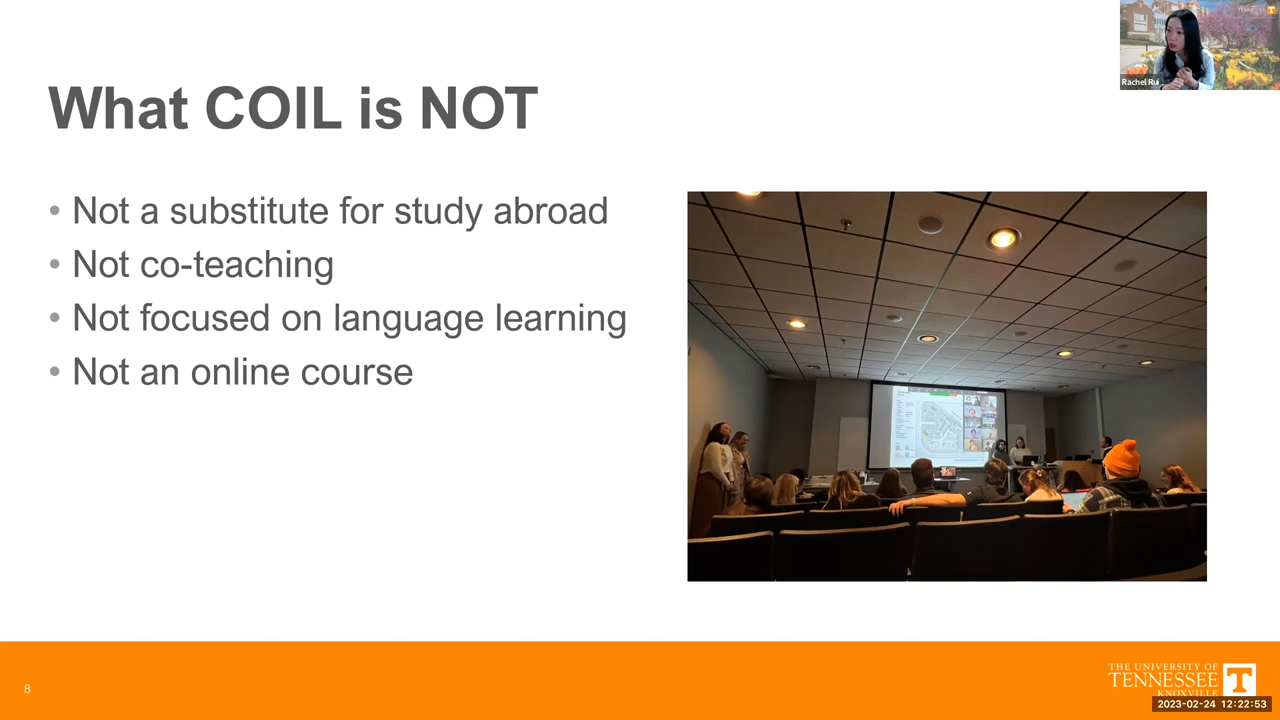 Rachel Rui
What COIL is NOT
• Not a substitute for study abroad
• Not co-teaching
• Not focused on language learning
• Not an online course
8
THE UNIVERSITY OF
TENNESSEE
KNOXVILLE
T
2023-02-24 12:22:53